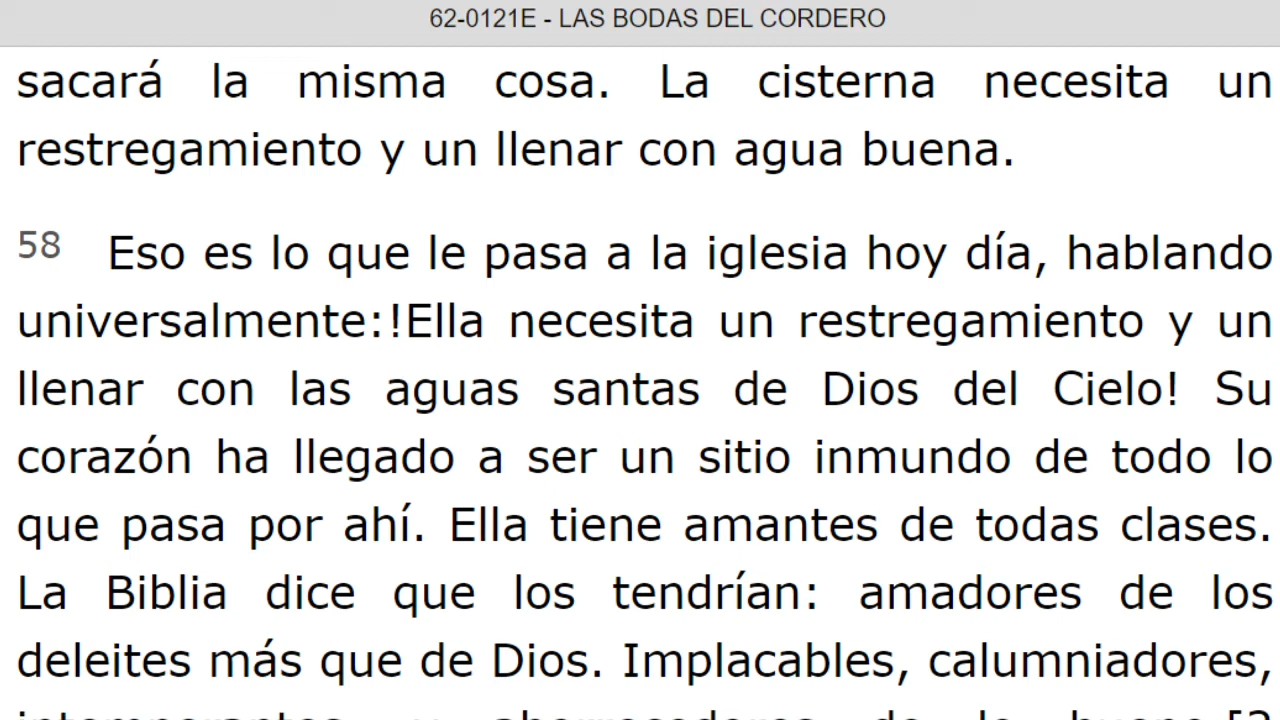 62-0121E - LAS BODAS DEL CORDERO
sacará la misma cosa. La cisterna necesita un
restregamiento y un llenar con agua buena.
58 Eso es lo que le pasa a la iglesia hoy día, hablando
universalmente:!Ella necesita un restregamiento y un
llenar con las aguas santas de Dios del Cielo! Su
corazón ha llegado a ser un sitio inmundo de todo lo
que pasa por ahí. Ella tiene amantes de todas clases.
La Biblia dice que los tendrían: amadores de los
deleites más que de Dios. Implacables, calumniadores,